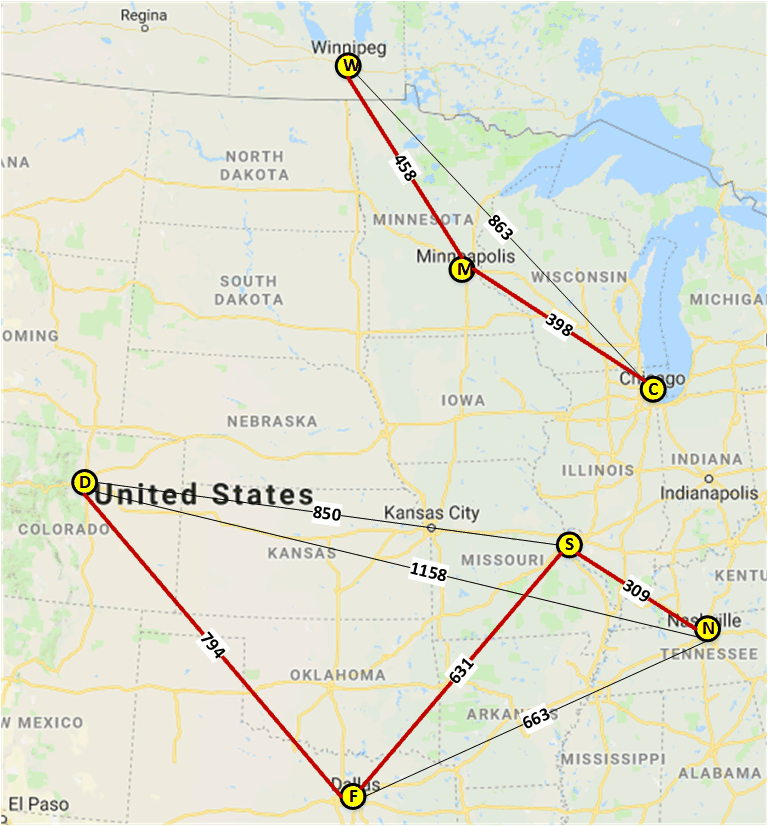 Regina
Winnipeg
W
458
863
ANA
NORTH
DAKOTA
MINNESOTA
Minneapolis
M
WISCONSIN
SOUTH
DAKOTA
MICHIGA
OMING
398
Chicago
C
IOWA
NEBRASKA
ILLINOIS
INDIANA
Indianapolis
D
United States
850
Kansas City
COLORADO
KANSAS
MISSOURI
S
1158
309
KENTU
Nashville
N
TENNESSEE
794
631
OKLAHOMA
ARKANSAS
663
W MEXICO
MISSISSIPPI
ALABAMA
Dallas
F
El Paso